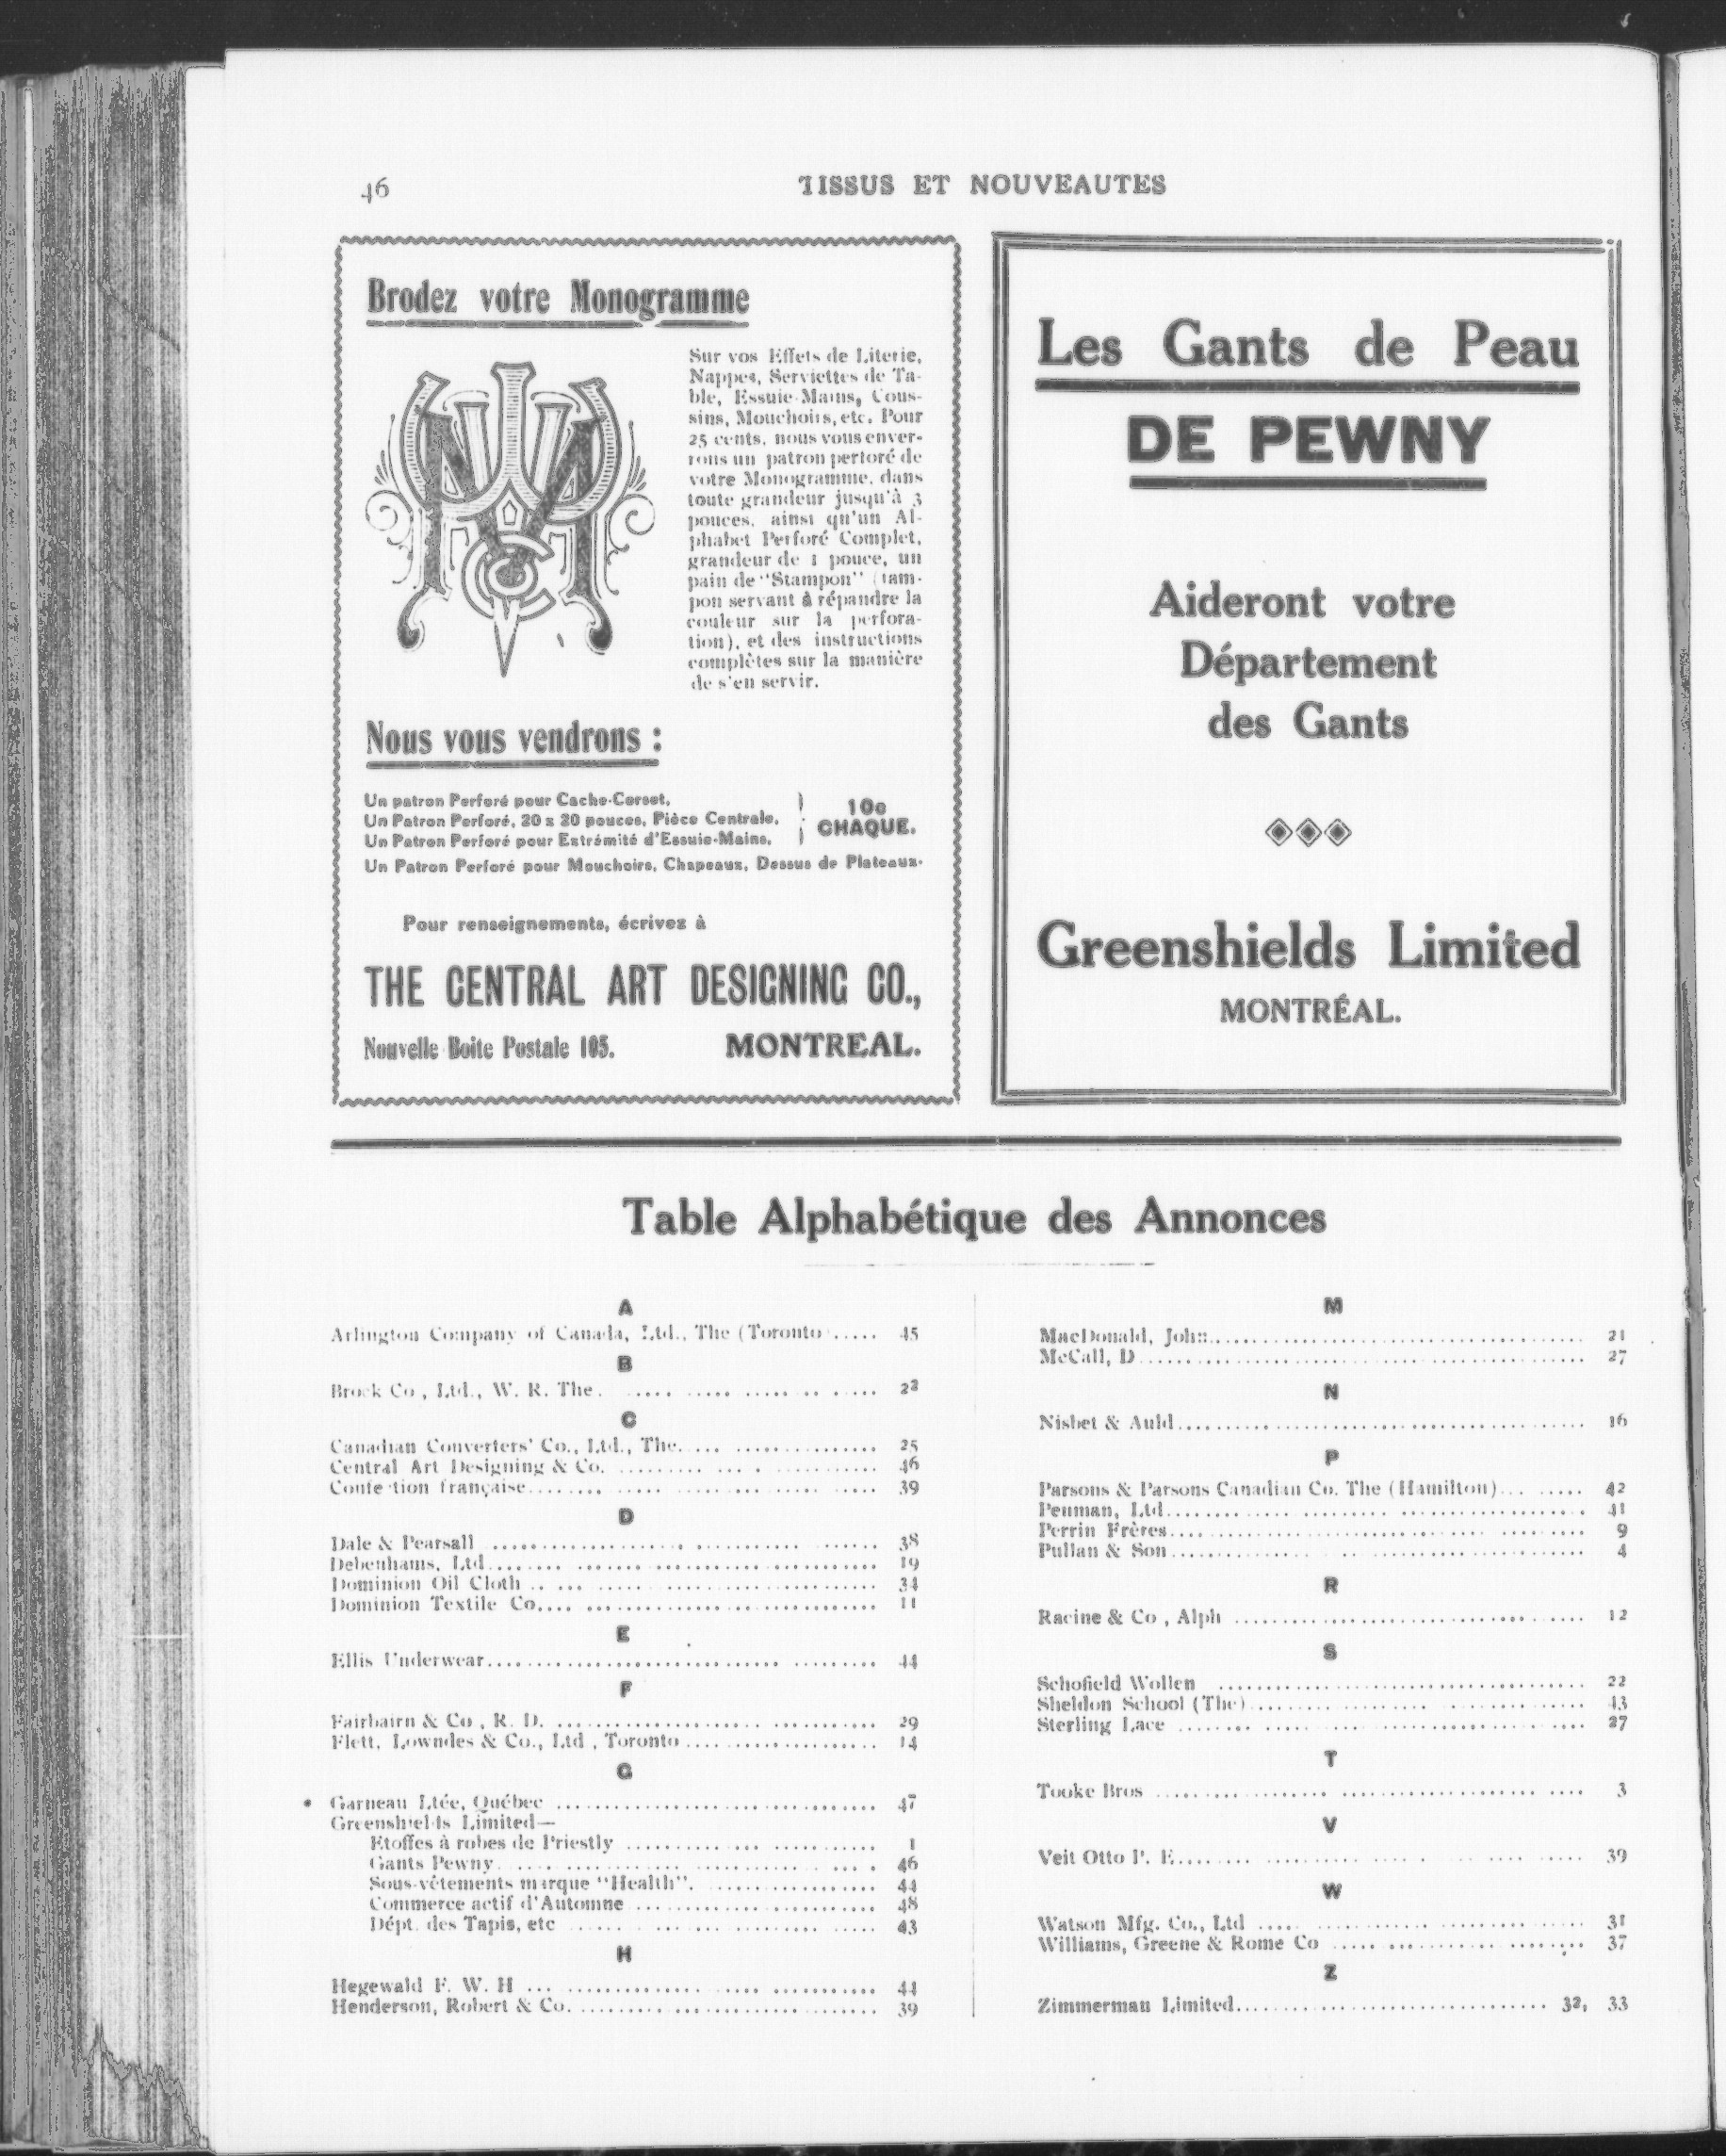 46
TISSUS ET NOUVEAUTES
Brodez votre Monogramme
Sur vos Effets de Literie,
Nappes, Serviettes de Ta-
ble, Essuie-Mains, Cous-
sins, Mouchoirs, etc. Pour
25 cents, nous vous enver-
rons un patron perforé de
votre Monogramme, dans
toute grandeur jusqu'à 3
pouces, ainsi qu'un Al-
phabet Perforé Complet,
grandeur de 1 pouce, un
pain de "Stampon" (tam-
pon servant à répandre la
couleur sur la perfora-
tion), et des instructions
complètes sur la manière
de s'en servir.
Nous vous vendrons :
Un patron Perforé pour Cache-Corset,
Un Patron Perforé, 20 x 20 pouces, Pièce Centrale,
Un Patron Perforé pour Extrémité d'Essuie-Mains,
10c
CHAQUE.
Un Patron Perforé pour Mouchoirs, Chapeaux, Dessus de Plateaux.
Pour renseignements, écrivez à
THE CENTRAL ART DESIGNING CO.,
Nouvelle Boite Postale 105. MONTREAL.
Les Gants de Peau
DE PEWNY
Aideront votre
Département
des Gants
Greenshields Limited
MONTRÉAL.
Table Alphabétique des Annonces
A
Arlington Company of Canada, Ltd., The (Toronto ..... 45
B
Brock Co., Ltd., W. R. The. ..... 22
C
Canadian Converters' Co., Ltd., The..... 25
Central Art Designing & Co. ..... 46
Confection française..... 39
D
Dale & Pearsall ..... 38
Debenhams, Ltd..... 19
Dominion Oil Cloth ..... 34
Dominion Textile Co..... 11
E
Ellis Underwear..... 44
F
Fairbairn & Co, R. D. ..... 29
Flett, Lowndes & Co., Ltd, Toronto ..... 14
G
Garneau Ltée, Québec ..... 47
Greenshields Limited—
Etoffes à robes de Priestly ..... 1
Gants Pewny..... 46
Sous-vêtements marque "Health". ..... 44
Commerce actif d'Automne ..... 48
Dépt. des Tapis, etc ..... 43
H
Hegewald F. W. H ..... 44
Henderson, Robert & Co. ..... 39
M
MacDonald, John..... 21
McCall, D..... 27
N
Nisbet & Auld..... 16
P
Parsons & Parsons Canadian Co. The (Hamilton)..... 42
Penman, Ltd..... 41
Perrin Frères..... 9
Pullan & Son..... 4
R
Racine & Co, Alph ..... 12
S
Schofield Wollen ..... 22
Sheldon School (The)..... 43
Sterling Lace ..... 27
T
Tooke Bros ..... 3
V
Veit Otto P. E..... 39
W
Watson Mfg. Co., Ltd ..... 31
Williams, Greene & Rome Co ..... 37
Z
Zimmerman Limited..... 32, 33